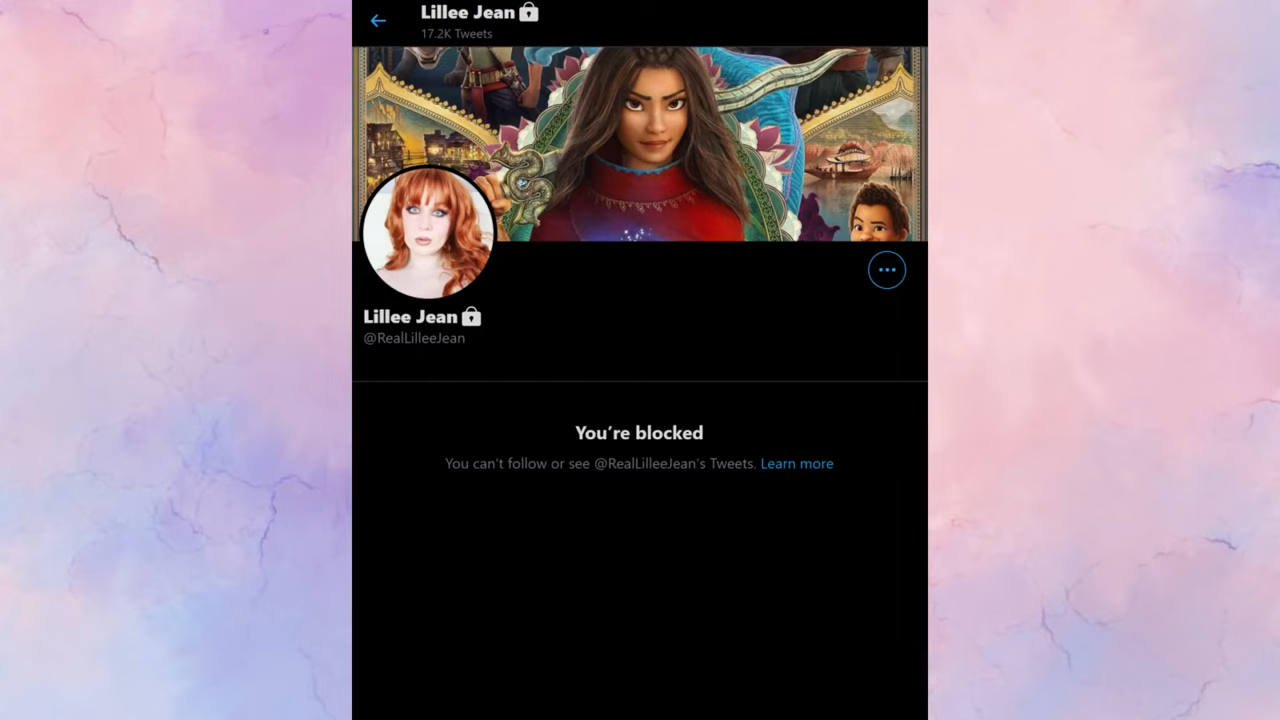 Lillee Jean
17.2K Tweets
Lillee Jean
@RealLilleeJean
You're blocked
You can't follow or see @RealLilleeJean's Tweets. Learn more